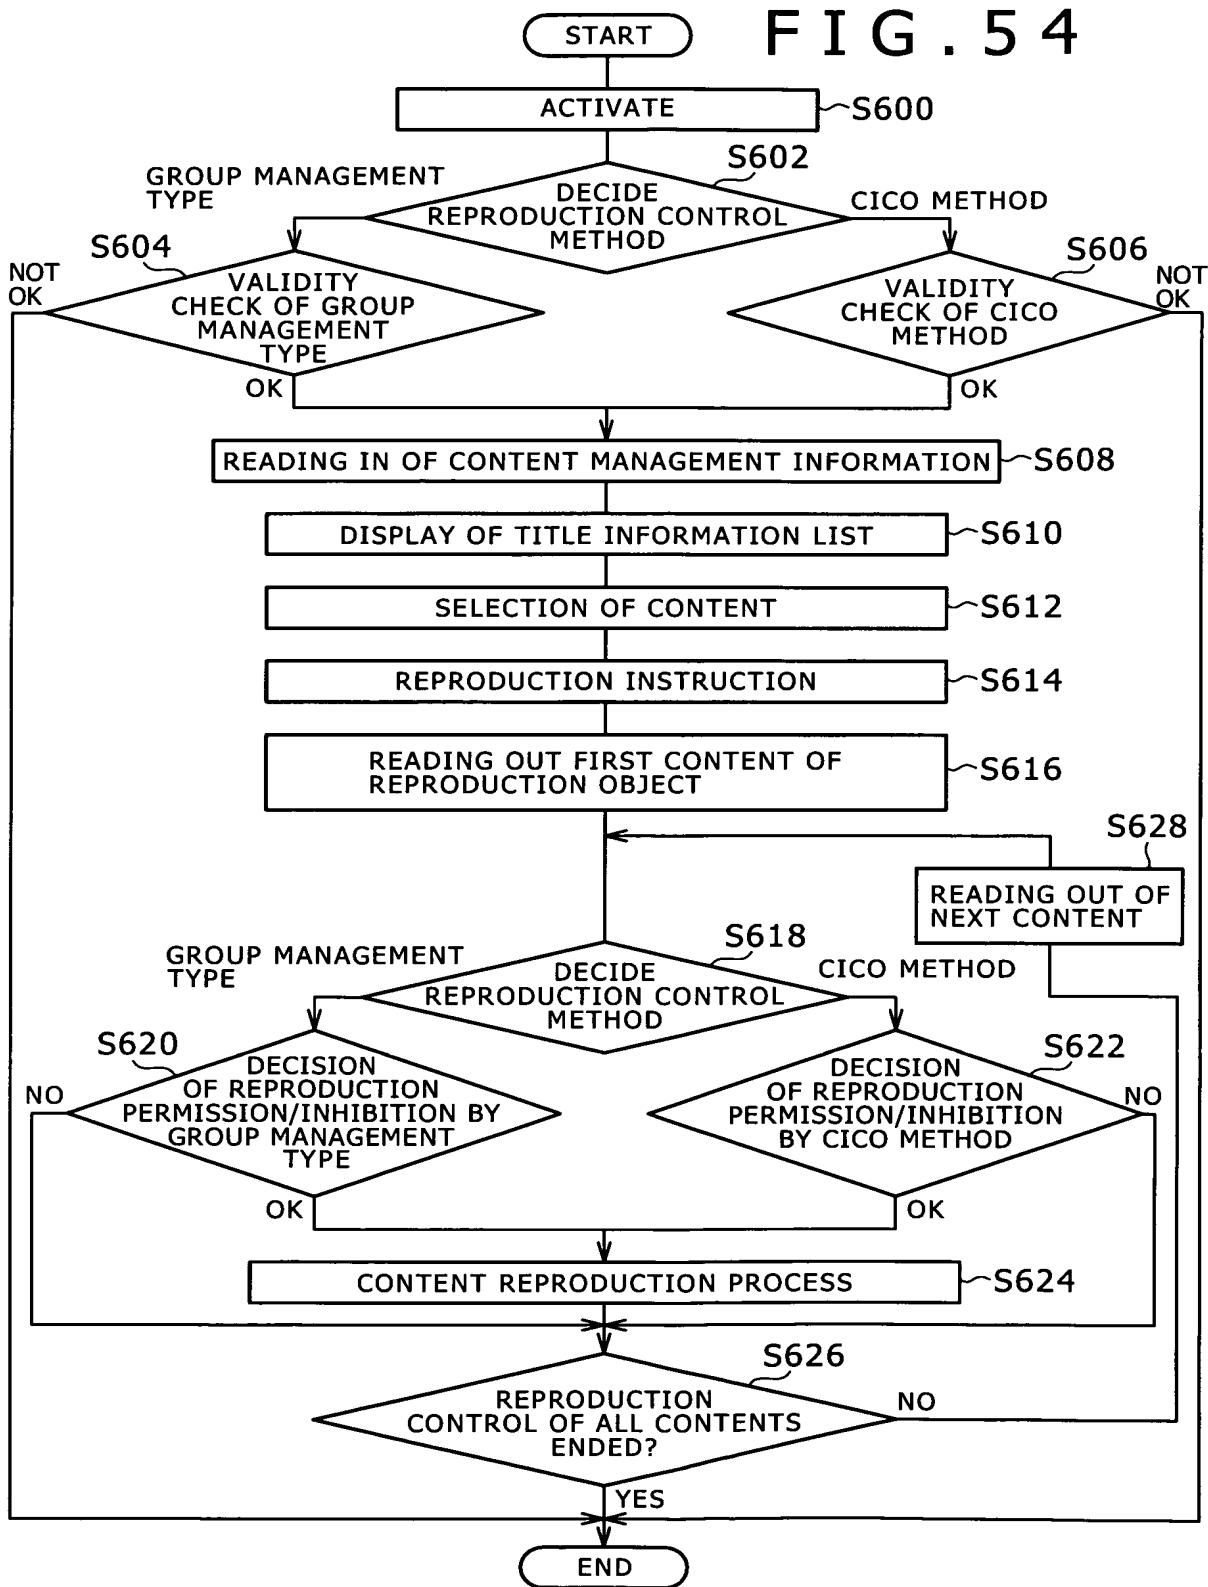 FIG.54
START
ACTIVATE
S600
S602
GROUP MANAGEMENT
TYPE
DECIDE
REPRODUCTION CONTROL
METHOD
CICO METHOD
S604
NOT
OK
VALIDITY
CHECK OF GROUP
MANAGEMENT
TYPE
OK
S606
NOT
OK
VALIDITY
CHECK OF CICO
METHOD
OK
READING IN OF CONTENT MANAGEMENT INFORMATION
S608
DISPLAY OF TITLE INFORMATION LIST
S610
SELECTION OF CONTENT
S612
REPRODUCTION INSTRUCTION
S614
READING OUT FIRST CONTENT OF
REPRODUCTION OBJECT
S616
S628
READING OUT OF
NEXT CONTENT
S618
GROUP MANAGEMENT
TYPE
DECIDE
REPRODUCTION CONTROL
METHOD
CICO METHOD
S620
NO
DECISION
OF REPRODUCTION
PERMISSION/INHIBITION BY
GROUP MANAGEMENT
TYPE
OK
S622
NO
DECISION
OF REPRODUCTION
PERMISSION/INHIBITION
BY CICO METHOD
OK
CONTENT REPRODUCTION PROCESS
S624
S626
REPRODUCTION
CONTROL OF ALL CONTENTS
ENDED?
NO
YES
END